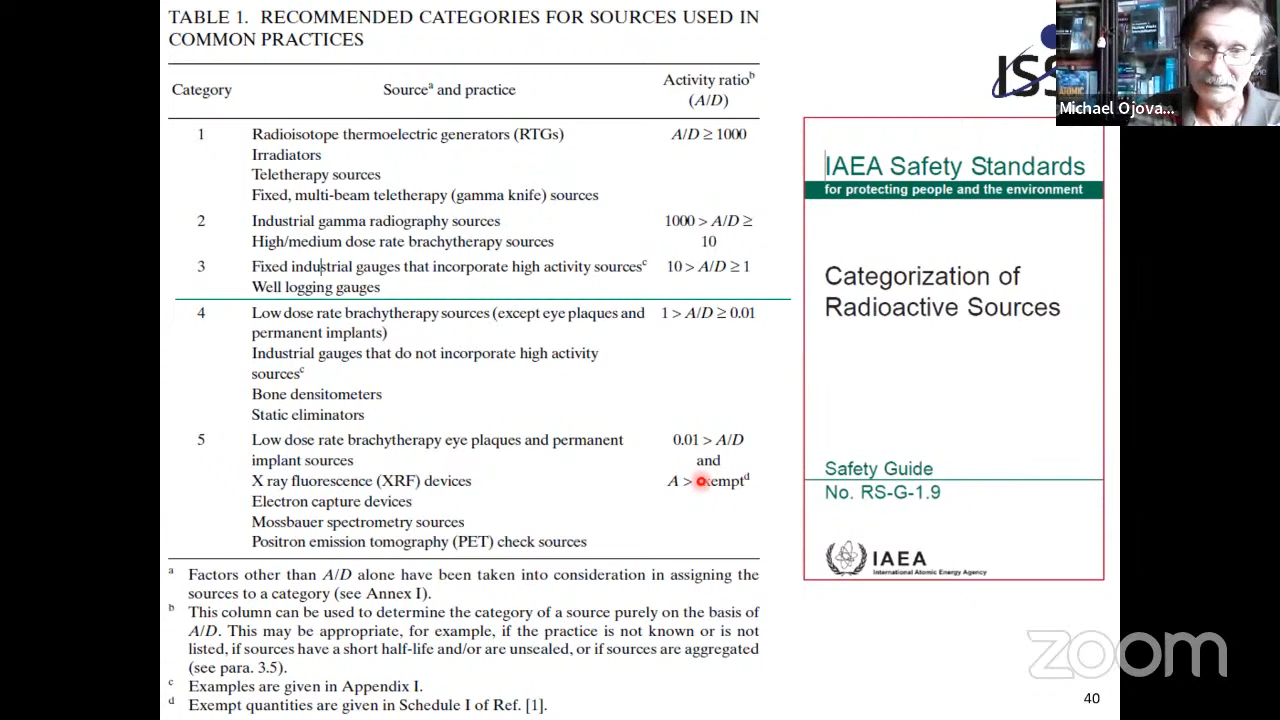 TABLE 1. RECOMMENDED CATEGORIES FOR SOURCES USED IN
COMMON PRACTICES
Category
Sourceᵃ and practice
Activity ratioᵇ
(A/D)
1
Radioisotope thermoelectric generators (RTGs)
A/D ≥ 1000
Irradiators
Teletherapy sources
Fixed, multi-beam teletherapy (gamma knife) sources
2
Industrial gamma radiography sources
1000 > A/D ≥
High/medium dose rate brachytherapy sources
10
3
Fixed industrial gauges that incorporate high activity sourcesᶜ
10 > A/D ≥ 1
Well logging gauges
4
Low dose rate brachytherapy sources (except eye plaques and
1 > A/D ≥ 0.01
permanent implants)
Industrial gauges that do not incorporate high activity
sourcesᶜ
Bone densitometers
Static eliminators
5
Low dose rate brachytherapy eye plaques and permanent
0.01 > A/D
implant sources
and
X ray fluorescence (XRF) devices
A >
Electron capture devices
Mossbauer spectrometry sources
Positron emission tomography (PET) check sources
ᵃ Factors other than A/D alone have been taken into consideration in assigning the
sources to a category (see Annex I).
ᵇ This column can be used to determine the category of a source purely on the basis of
A/D. This may be appropriate, for example, if the practice is not known or is not
listed, if sources have a short half-life and/or are unsealed, or if sources are aggregated
(see para. 3.5).
ᶜ Examples are given in Appendix I.
ᵈ Exempt quantities are given in Schedule I of Ref. [1].
Michael Ojova...
IAEA Safety Standards
for protecting people and the environment
Categorization of
Radioactive Sources
Safety Guide
No. RS-G-1.9
IAEA
International Atomic Energy Agency
zoom
40